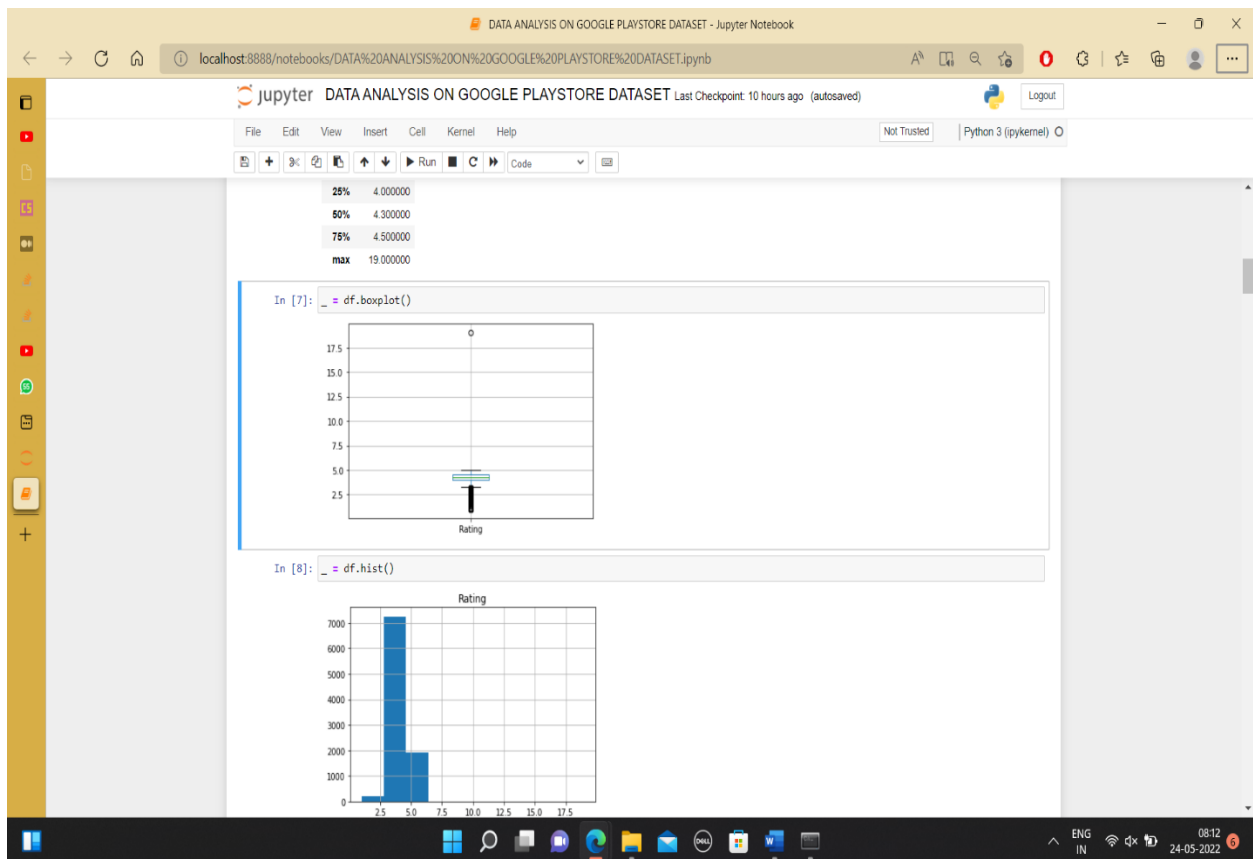 DATA ANALYSIS ON GOOGLE PLAYSTORE DATASET - Jupyter Notebook
localhost:8888/notebooks/DATA%20ANALYSIS%20ON%20GOOGLE%20PLAYSTORE%20DATASET.ipynb
jupyter DATA ANALYSIS ON GOOGLE PLAYSTORE DATASET Last Checkpoint: 10 hours ago (autosaved)
Logout
File Edit View Insert Cell Kernel Help
Not Trusted
Python 3 (ipykernel)
Run
Code
25% 4.000000
50% 4.300000
75% 4.500000
max 19.000000
In [7]: _ = df.boxplot()
17.5
15.0
12.5
10.0
7.5
5.0
2.5
Rating
In [8]: _ = df.hist()
Rating
7000
6000
5000
4000
3000
2000
1000
0
2.5 5.0 7.5 10.0 12.5 15.0 17.5
DELL
ENG
IN
08:12
24-05-2022
6